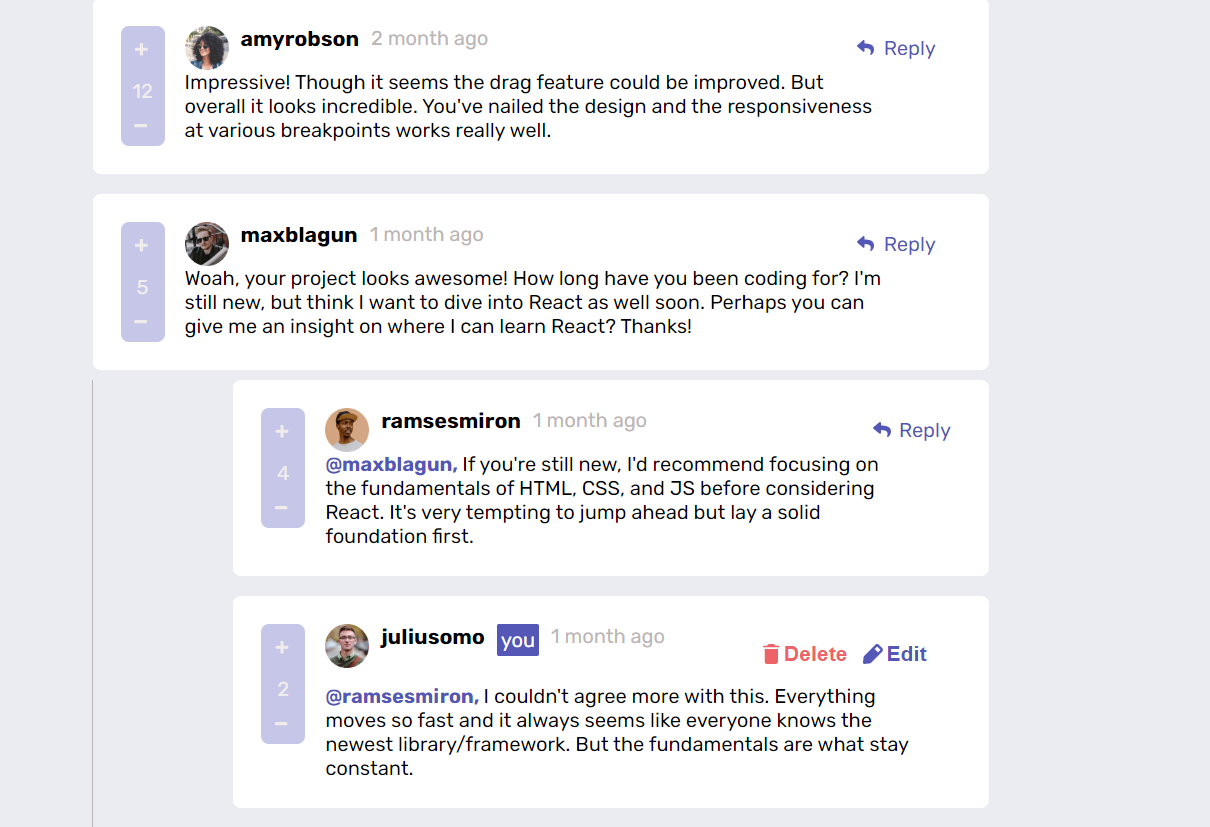 +
12
−
amyrobson 2 month ago
Reply
Impressive! Though it seems the drag feature could be improved. But
overall it looks incredible. You've nailed the design and the responsiveness
at various breakpoints works really well.
+
5
−
maxblagun 1 month ago
Reply
Woah, your project looks awesome! How long have you been coding for? I'm
still new, but think I want to dive into React as well soon. Perhaps you can
give me an insight on where I can learn React? Thanks!
+
4
−
ramsesmiron 1 month ago
Reply
@maxblagun, If you're still new, I'd recommend focusing on
the fundamentals of HTML, CSS, and JS before considering
React. It's very tempting to jump ahead but lay a solid
foundation first.
+
2
−
juliusomo you 1 month ago
Delete Edit
@ramsesmiron, I couldn't agree more with this. Everything
moves so fast and it always seems like everyone knows the
newest library/framework. But the fundamentals are what stay
constant.